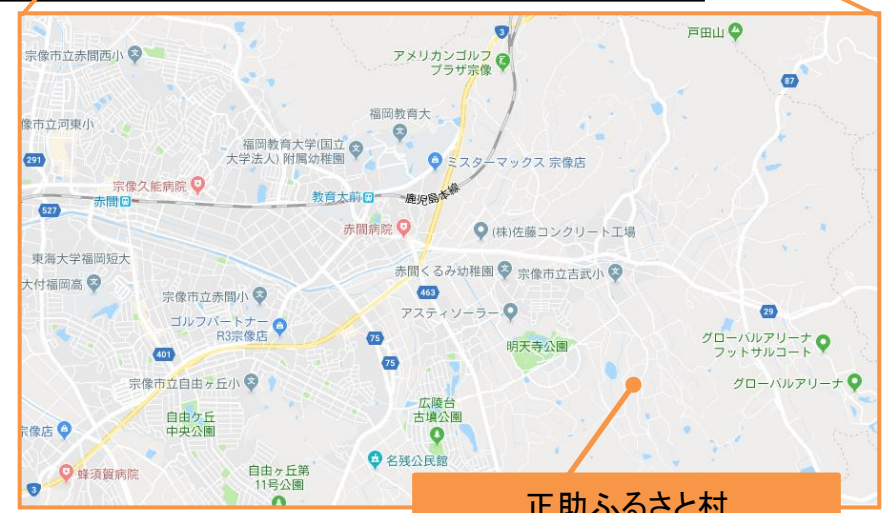 3
戸田山
宗像市立赤間西小
アメリカンゴルフ
プラザ宗像
87
福岡教育大
像市立河東小
福岡教育大学(国立
大学法人) 附属幼稚園
291
ミスターマックス 宗像店
宗像久能病院
赤間
教育大前
鹿児島本線
527
赤間病院
(株)佐藤コンクリート工場
東海大学福岡短大
大付福岡高
赤間くるみ幼稚園
宗像市立吉武小
宗像市立赤間小
463
アスティソーラー
29
ゴルフパートナー
R3宗像店
75
明天寺公園
グローバルアリーナ
フットサルコート
401
75
宗像市立自由ヶ丘小
グローバルアリーナ
広陵台
古墳公園
自由ケ丘
中央公園
宗像店
名残公民館
蜂須賀病院
自由ヶ丘第
11号公園
3
正助ふるさと村